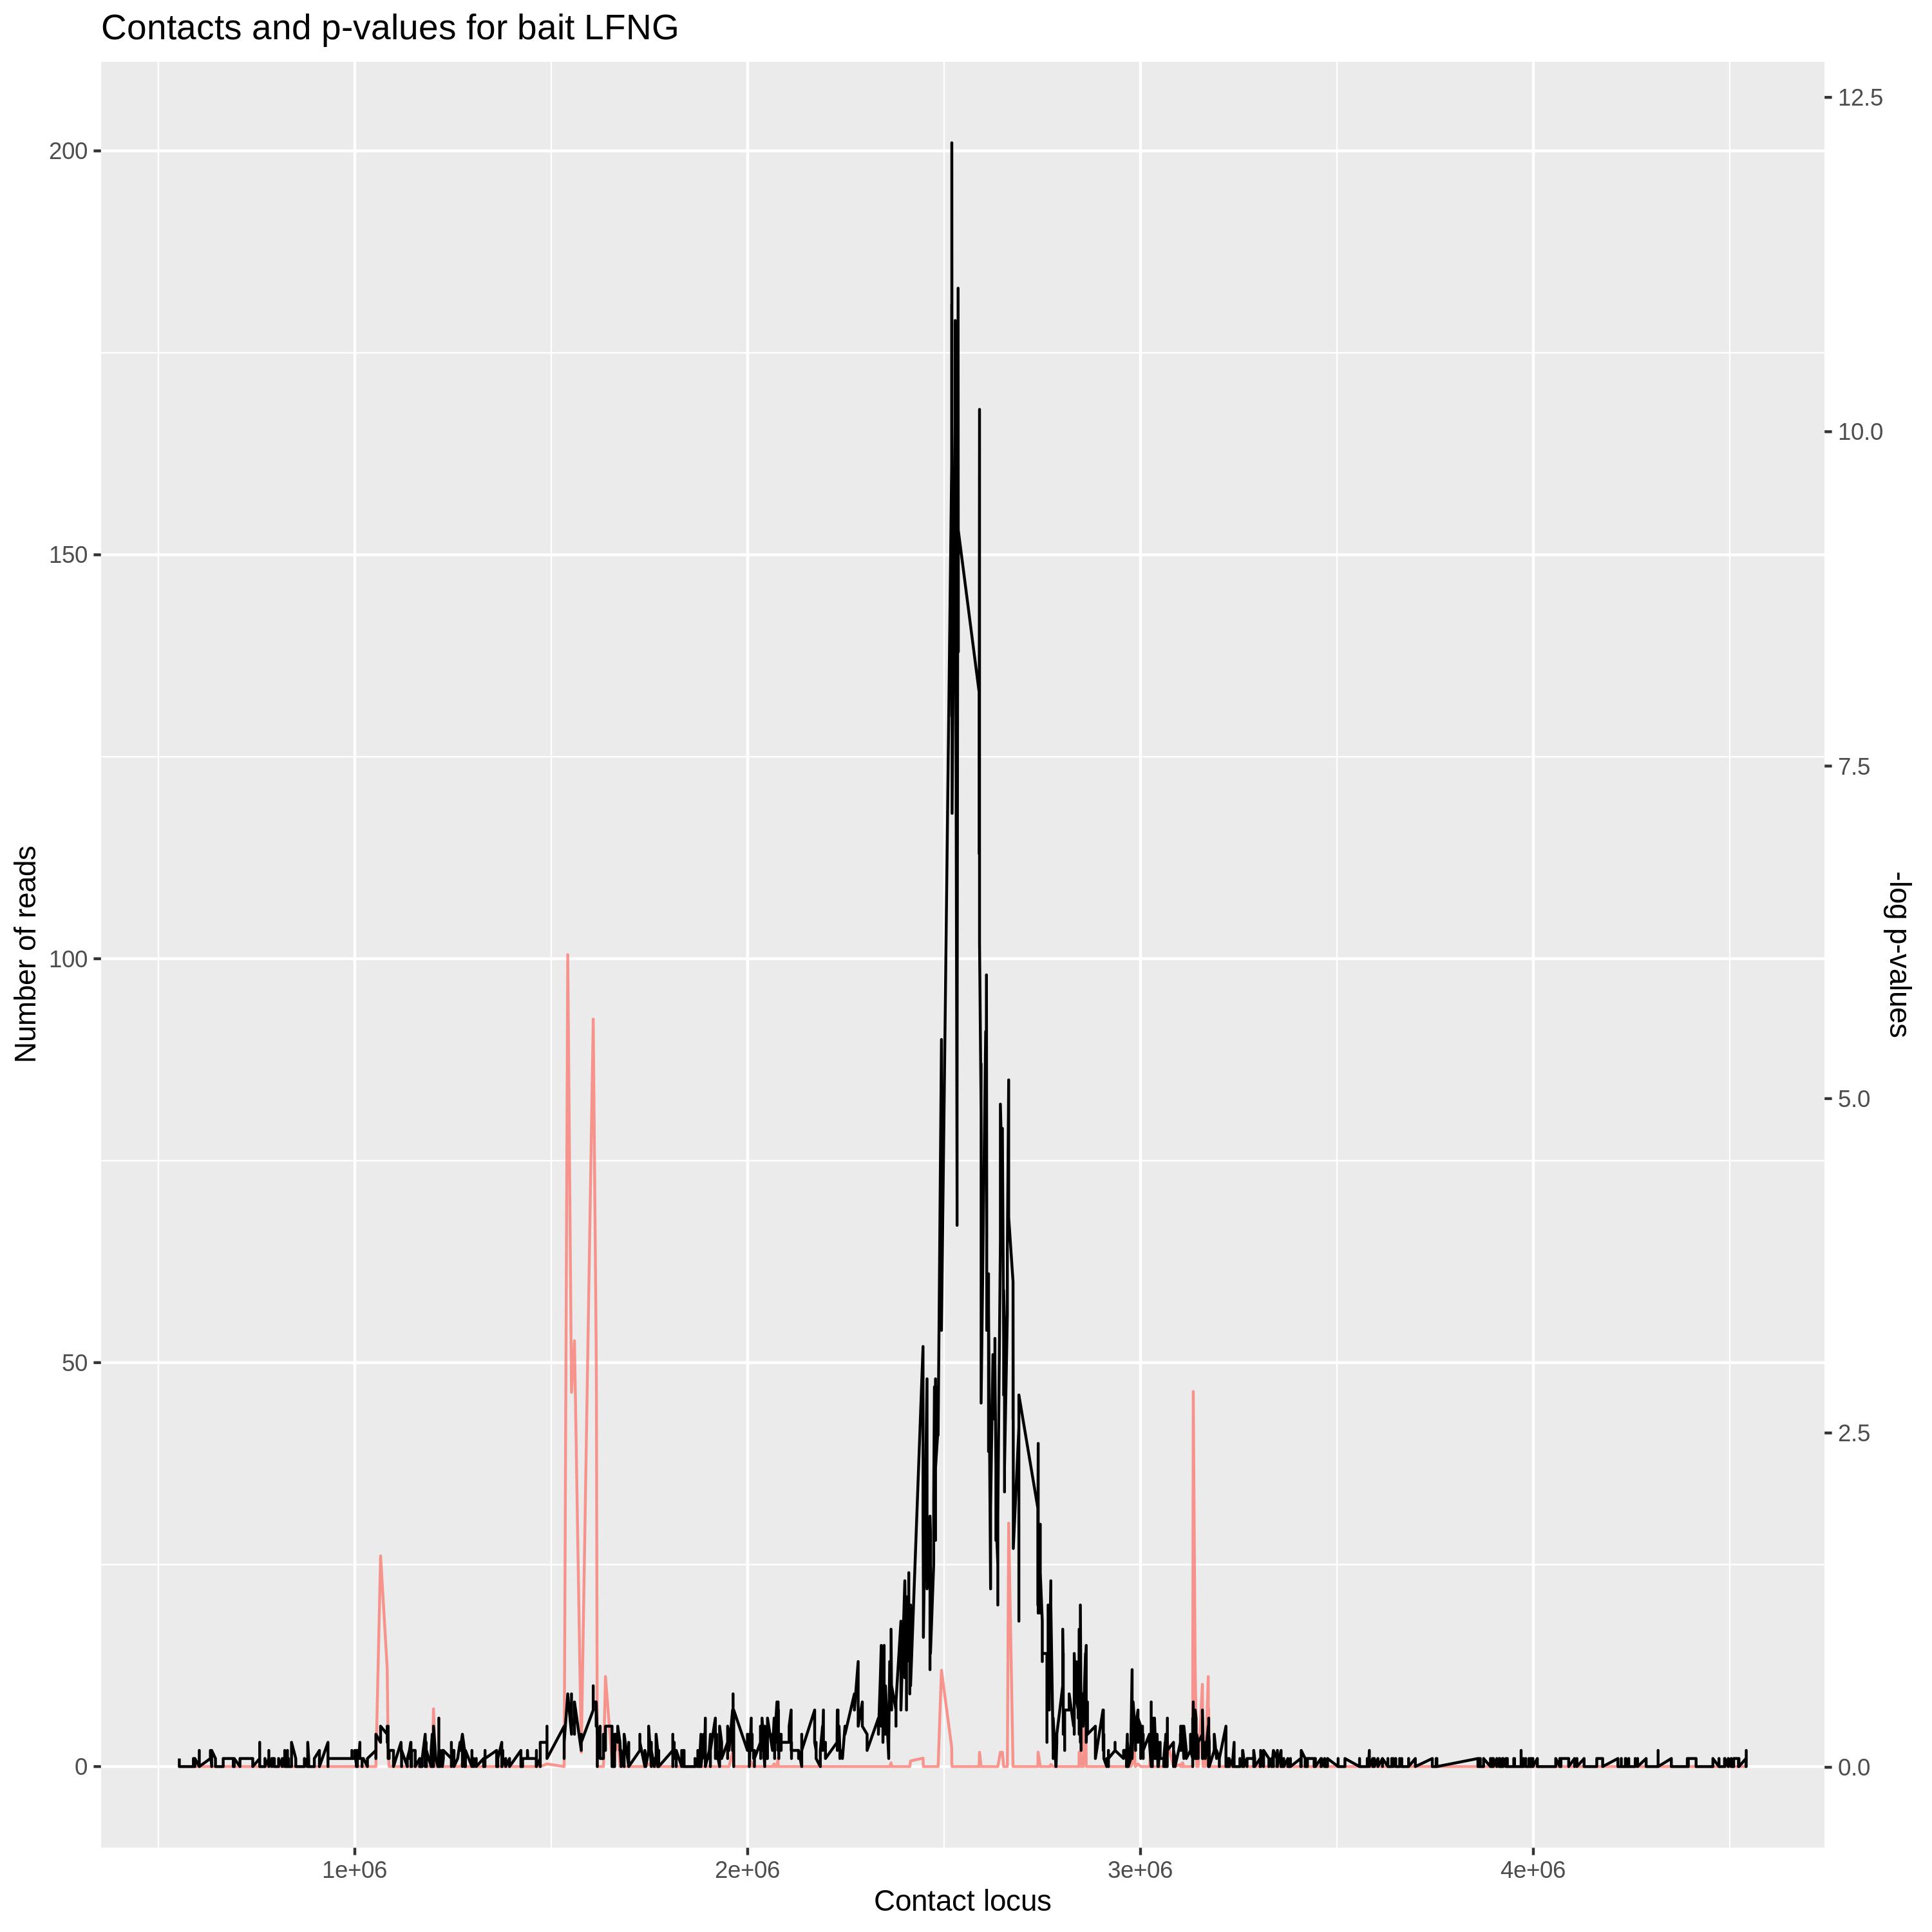 Contacts and p-values for bait LFNG
Number of reads
200
150
100
50
0
12.5
10.0
7.5
5.0
2.5
0.0
-log p-values
1e+06
2e+06
3e+06
4e+06
Contact locus